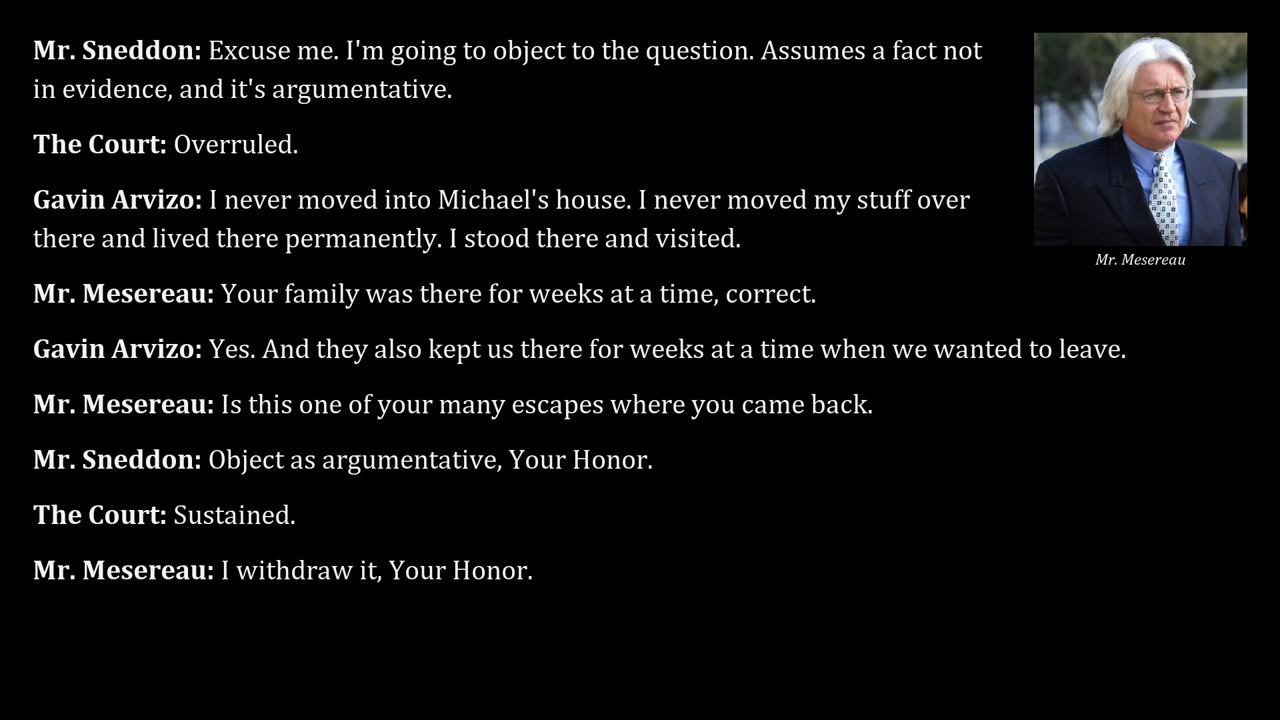 Mr. Sneddon: Excuse me. I'm going to object to the question. Assumes a fact not
in evidence, and it's argumentative.
The Court: Overruled.
Gavin Arvizo: I never moved into Michael's house. I never moved my stuff over
there and lived there permanently. I stood there and visited.
Mr. Mesereau
Mr. Mesereau: Your family was there for weeks at a time, correct.
Gavin Arvizo: Yes. And they also kept us there for weeks at a time when we wanted to leave.
Mr. Mesereau: Is this one of your many escapes where you came back.
Mr. Sneddon: Object as argumentative, Your Honor.
The Court: Sustained.
Mr. Mesereau: I withdraw it, Your Honor.